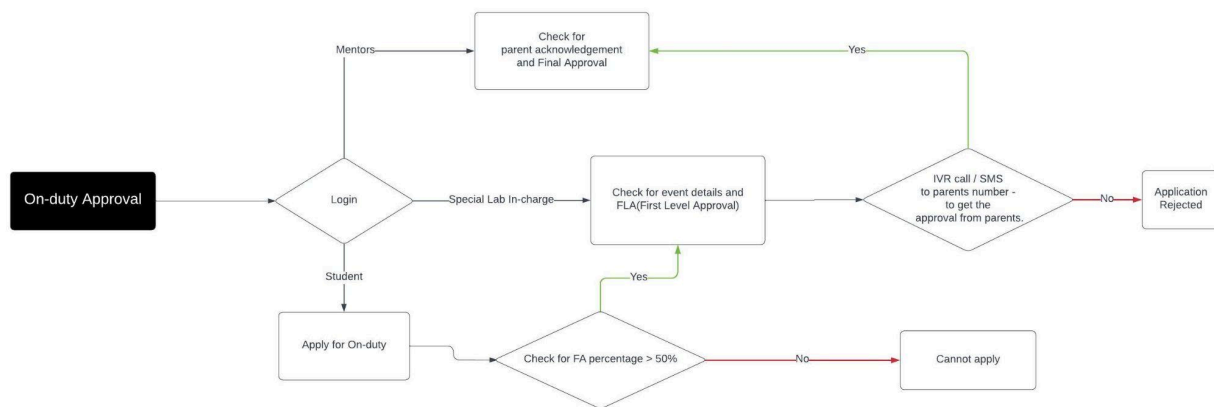 Check for
parent acknowledgement
and Final Approval
Mentors
Yes
On-duty Approval
Login
Special Lab In-charge
Check for event details and
FLA(First Level Approval)
IVR call / SMS
to parents number -
to get the
approval from parents.
No
Application
Rejected
Student
Yes
Apply for On-duty
Check for FA percentage > 50%
No
Cannot apply